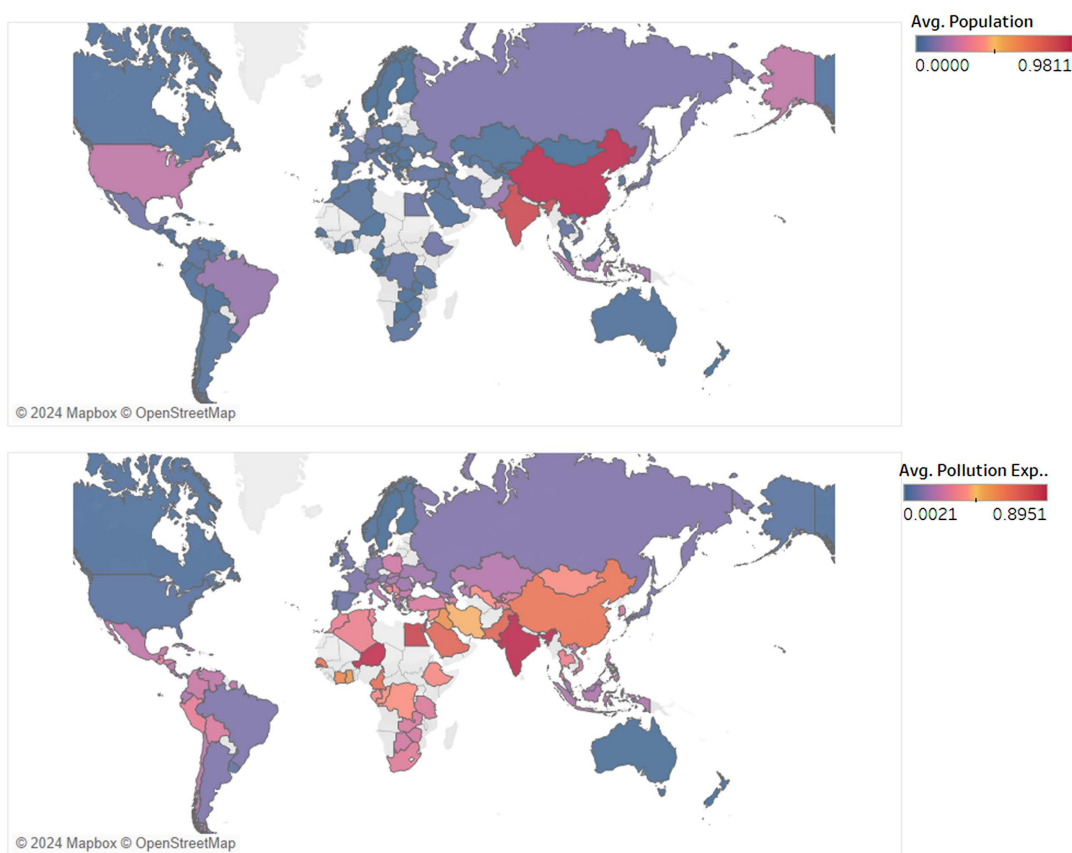 Avg. Population
0.0000 0.9811
© 2024 Mapbox © OpenStreetMap
Avg. Pollution Exp..
0.0021 0.8951
© 2024 Mapbox © OpenStreetMap